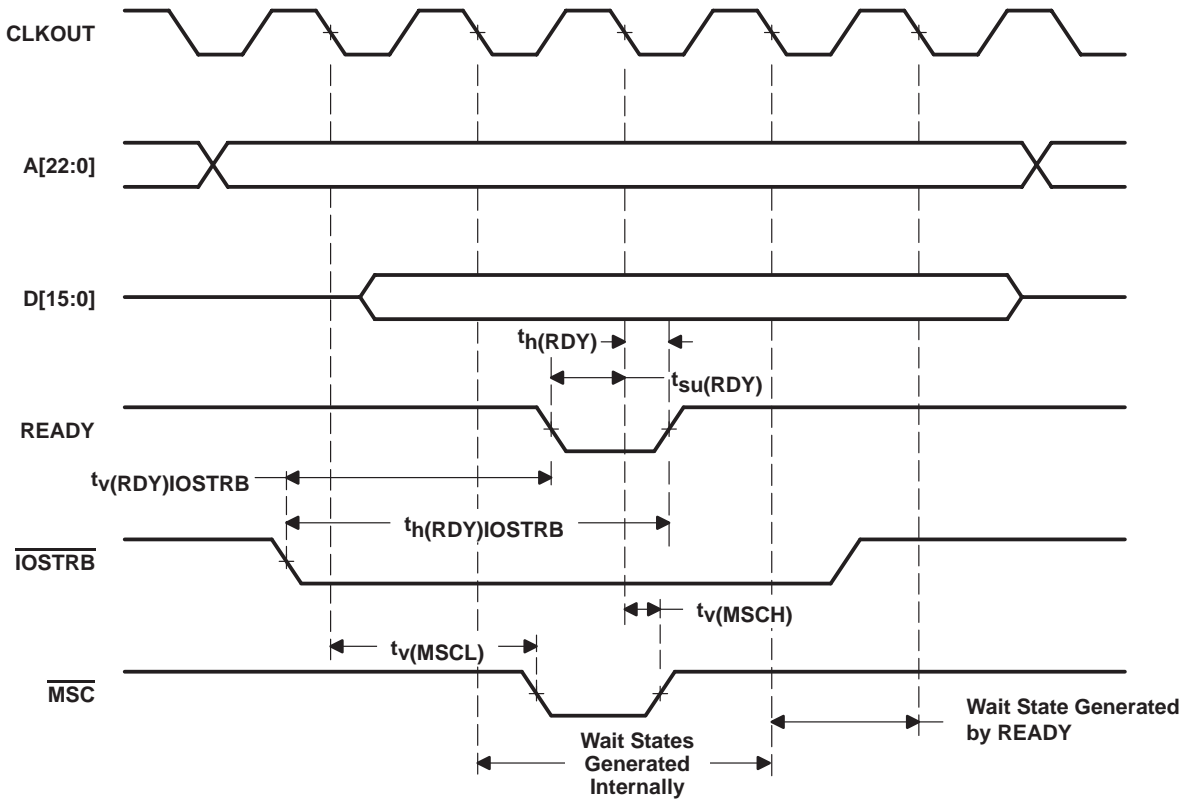 CLKOUT
A[22:0]
D[15:0]
th(RDY)
tsu(RDY)
READY
tv(RDY)IOSTRB
th(RDY)IOSTRB
IOSTRB
tv(MSCH)
tv(MSCL)
MSC
Wait State Generated
by READY
Wait States
Generated
Internally